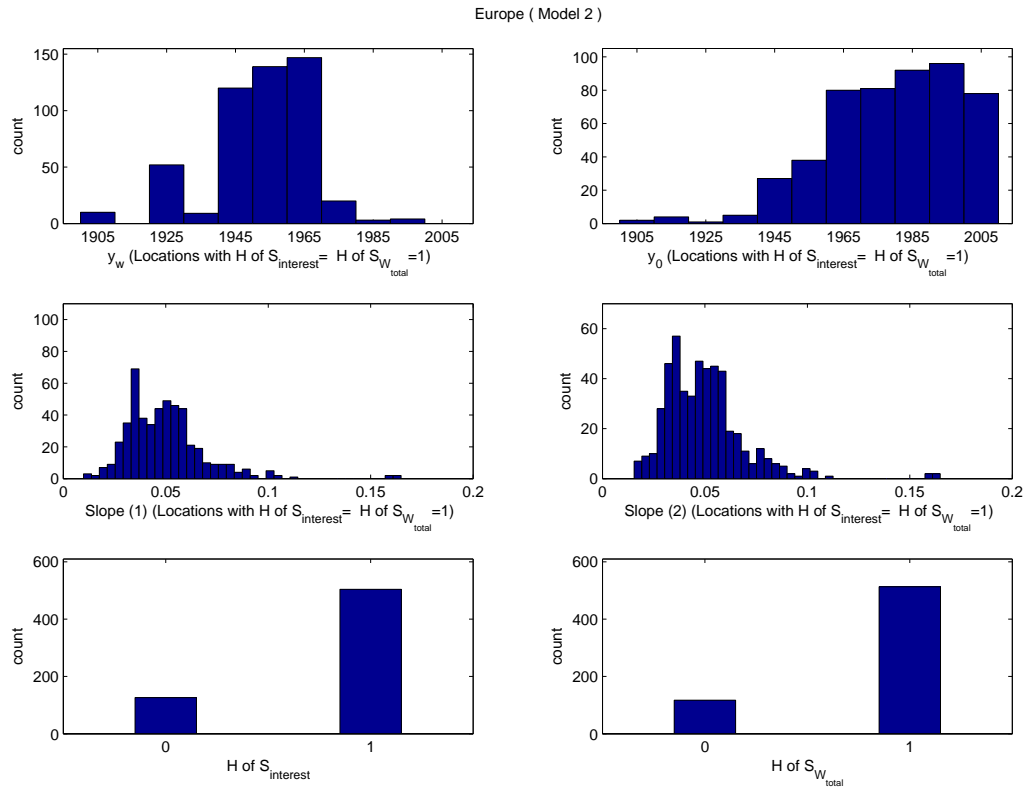 Europe ( Model 2 )
150
100
50
0
count
1905 1925 1945 1965 1985 2005
y_w (Locations with H of S_interest= H of S_W_total =1)
100
80
60
40
20
0
count
1905 1925 1945 1965 1985 2005
y_0 (Locations with H of S_interest= H of S_W_total =1)
100
80
60
40
20
0
count
0 0.05 0.1 0.15 0.2
Slope (1) (Locations with H of S_interest= H of S_W_total =1)
60
40
20
0
count
0 0.05 0.1 0.15 0.2
Slope (2) (Locations with H of S_interest= H of S_W_total =1)
600
400
200
0
count
0 1
H of S_interest
600
400
200
0
count
0 1
H of S_W_total